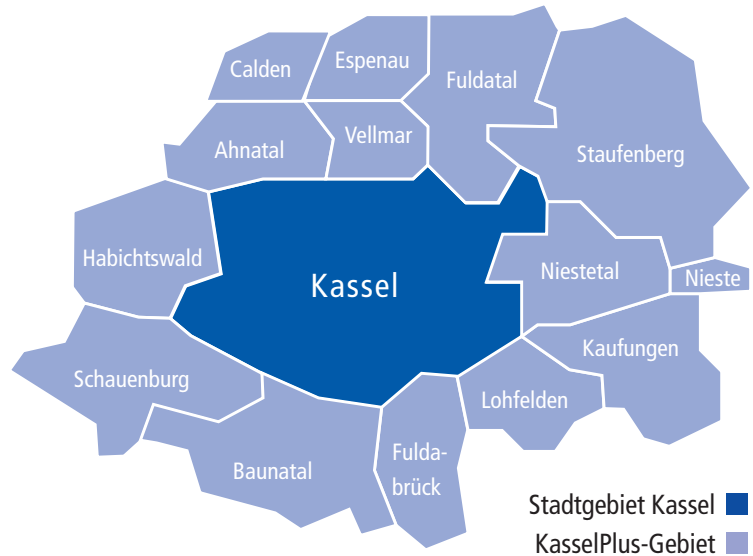 Calden
Espenau
Fuldatal
Ahnatal
Vellmar
Staufenberg
Habichtswald
Kassel
Niestetal
Nieste
Schauenburg
Kaufungen
Lohfelden
Baunatal
Fulda-
brück
Stadtgebiet Kassel
KasselPlus-Gebiet